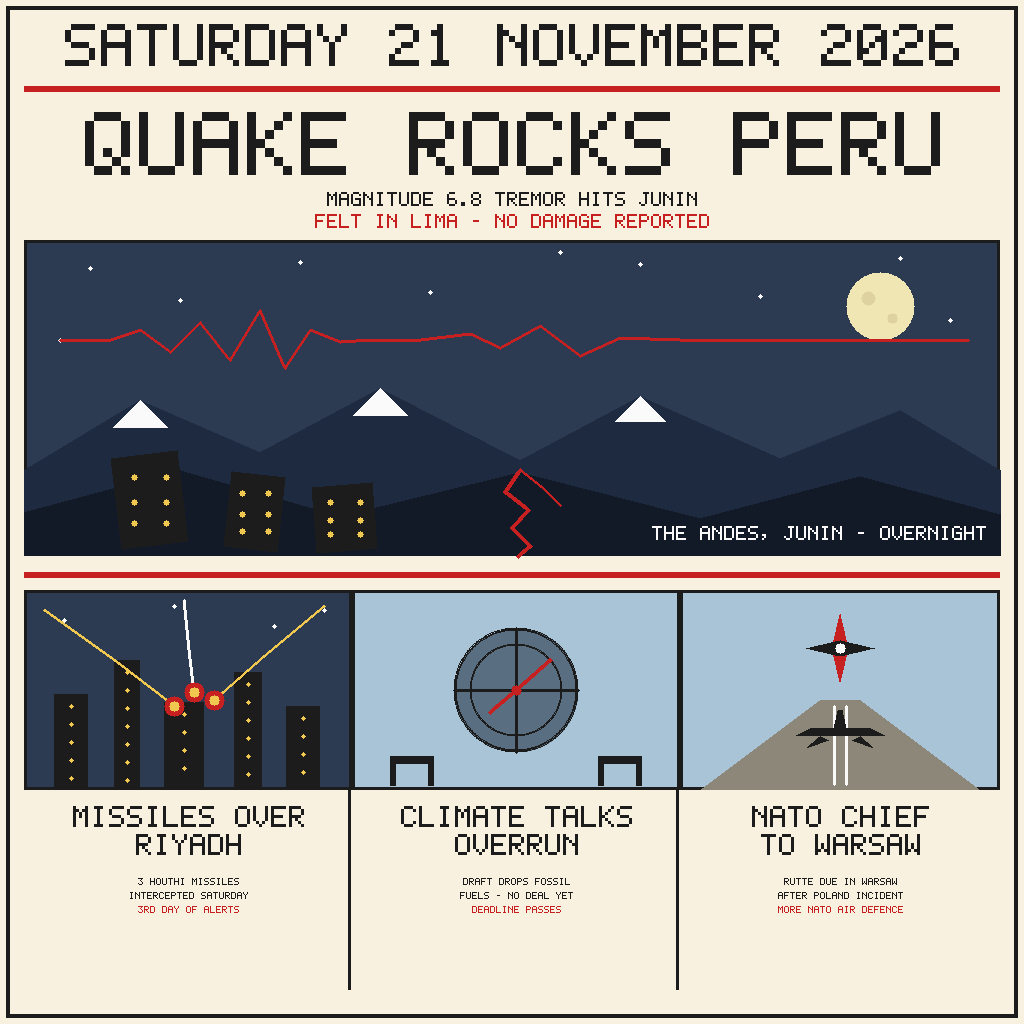 SATURDAY 21 NOVEMBER 2026
QUAKE ROCKS PERU
MAGNITUDE 6.8 TREMOR HITS JUNIN
FELT IN LIMA - NO DAMAGE REPORTED
THE ANDES, JUNIN - OVERNIGHT
MISSILES OVER
RIYADH
3 HOUTHI MISSILES
INTERCEPTED SATURDAY
3RD DAY OF ALERTS
CLIMATE TALKS
OVERRUN
DRAFT DROPS FOSSIL
FUELS - NO DEAL YET
DEADLINE PASSES
NATO CHIEF
TO WARSAW
RUTTE DUE IN WARSAW
AFTER POLAND INCIDENT
MORE NATO AIR DEFENCE